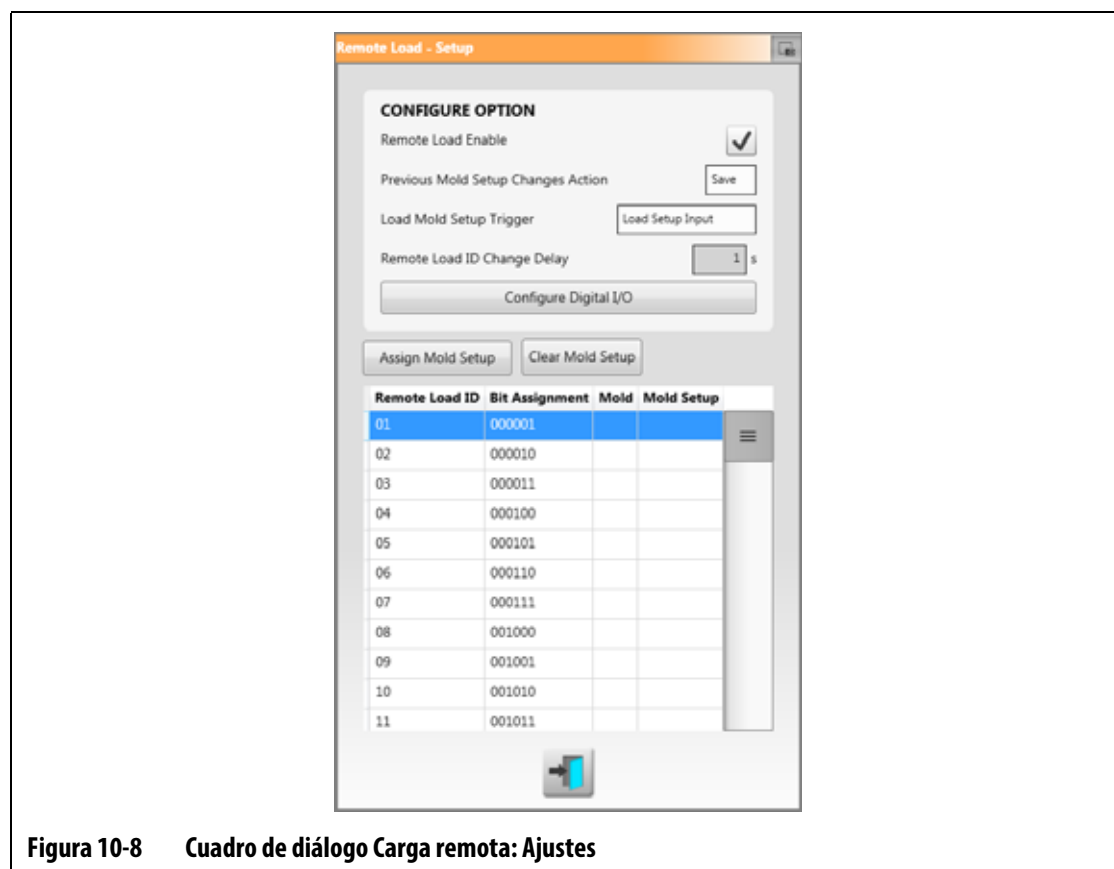 Remote Load - Setup
CONFIGURE OPTION
Remote Load Enable
Previous Mold Setup Changes Action Save
Load Mold Setup Trigger Load Setup Input
Remote Load ID Change Delay 1 s
Configure Digital I/O
Assign Mold Setup Clear Mold Setup
Remote Load ID Bit Assignment Mold Mold Setup
01 000001
02 000010
03 000011
04 000100
05 000101
06 000110
07 000111
08 001000
09 001001
10 001010
11 001011
Figura 10-8 Cuadro de diálogo Carga remota: Ajustes